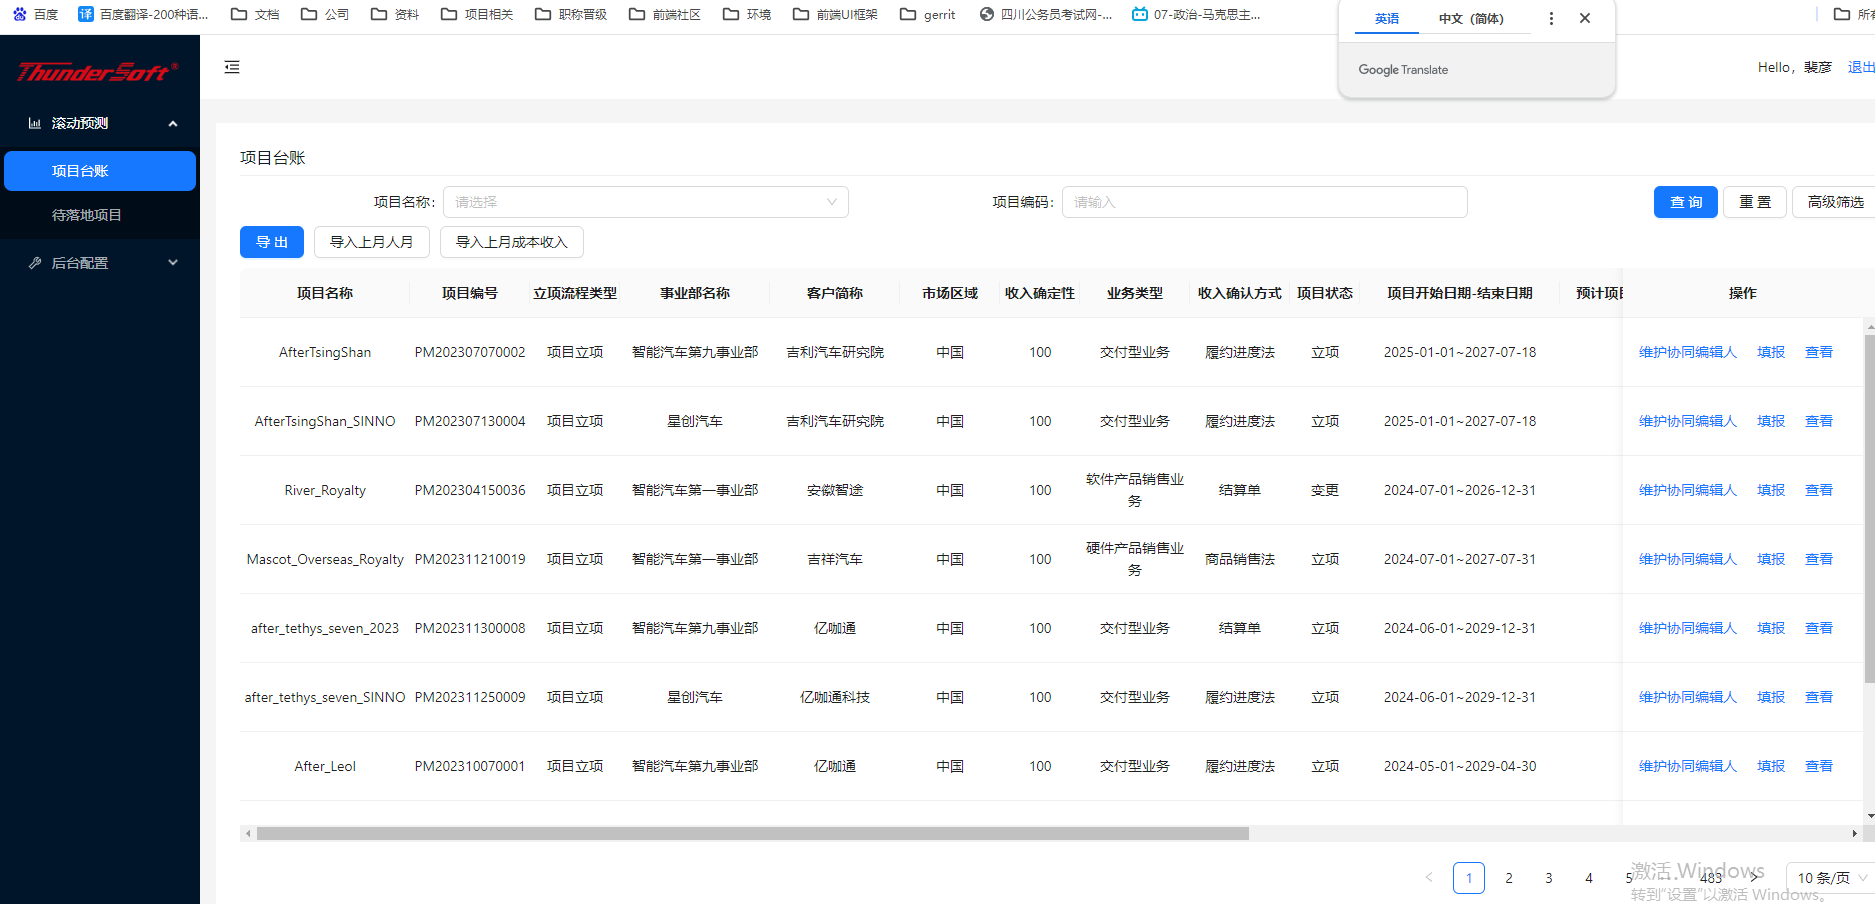 百度 百度翻译-200种语... 文档 公司 资料 项目相关 职称晋级 前端社区 环境 前端UI框架 gerrit 四川公务员考试网-... 07-政治-马克思主... 所有
英语 中文（简体）
Google Translate
ThunderSoft®
Hello，裴彦 退出
滚动预测
项目台账
待落地项目
后台配置
项目台账
项目名称： 请选择 项目编码： 请输入 查 询 重 置 高级筛选
导 出 导入上月人月 导入上月成本收入
项目名称 项目编号 立项流程类型 事业部名称 客户简称 市场区域 收入确定性 业务类型 收入确认方式 项目状态 项目开始日期-结束日期 预计项目 操作
AfterTsingShan PM202307070002 项目立项 智能汽车第九事业部 吉利汽车研究院 中国 100 交付型业务 履约进度法 立项 2025-01-01~2027-07-18 维护协同编辑人 填报 查看
AfterTsingShan_SINNO PM202307130004 项目立项 星创汽车 吉利汽车研究院 中国 100 交付型业务 履约进度法 立项 2025-01-01~2027-07-18 维护协同编辑人 填报 查看
River_Royalty PM202304150036 项目立项 智能汽车第一事业部 安徽智途 中国 100 软件产品销售业务 结算单 变更 2024-07-01~2026-12-31 维护协同编辑人 填报 查看
Mascot_Overseas_Royalty PM202311210019 项目立项 智能汽车第一事业部 吉祥汽车 中国 100 硬件产品销售业务 商品销售法 立项 2024-07-01~2027-07-31 维护协同编辑人 填报 查看
after_tethys_seven_2023 PM202311300008 项目立项 智能汽车第九事业部 亿咖通 中国 100 交付型业务 结算单 立项 2024-06-01~2029-12-31 维护协同编辑人 填报 查看
after_tethys_seven_SINNO PM202311250009 项目立项 星创汽车 亿咖通科技 中国 100 交付型业务 履约进度法 立项 2024-06-01~2029-12-31 维护协同编辑人 填报 查看
After_Leol PM202310070001 项目立项 智能汽车第九事业部 亿咖通 中国 100 交付型业务 履约进度法 立项 2024-05-01~2029-04-30 维护协同编辑人 填报 查看
1 2 3 4 5 483 10 条/页
激活 Windows
转到“设置”以激活 Windows。